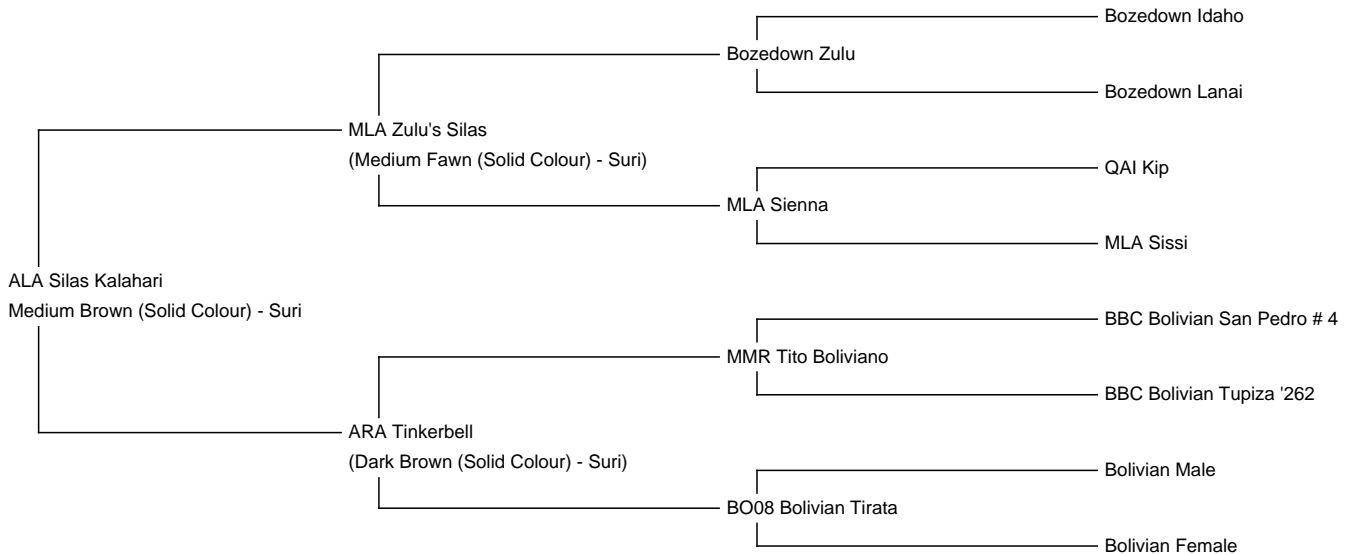 Bozedown Idaho
Bozedown Zulu
Bozedown Lanai
MLA Zulu's Silas
(Medium Fawn (Solid Colour) - Suri)
QAI Kip
MLA Sienna
MLA Sissi
ALA Silas Kalahari
Medium Brown (Solid Colour) - Suri
BBC Bolivian San Pedro # 4
MMR Tito Boliviano
BBC Bolivian Tupiza '262
ARA Tinkerbell
(Dark Brown (Solid Colour) - Suri)
Bolivian Male
BO08 Bolivian Tirata
Bolivian Female